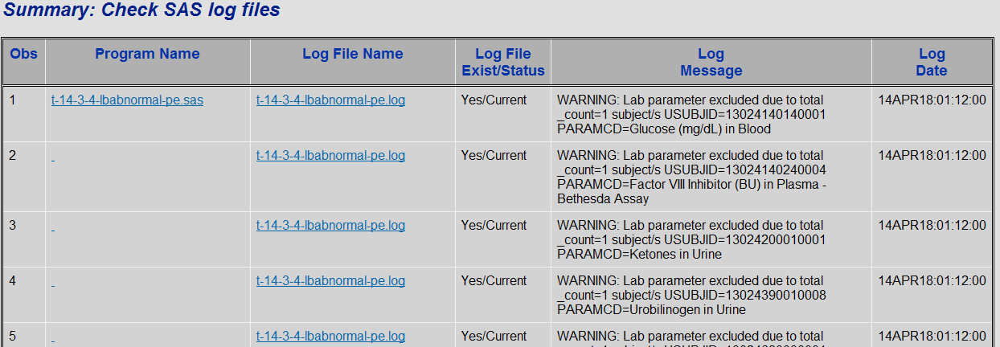 Summary: Check SAS log files
Obs Program Name Log File Name Log File Exist/Status Log Message Log Date
1 t-14-3-4-lbabnormal-pe.sas t-14-3-4-lbabnormal-pe.log Yes/Current WARNING: Lab parameter excluded due to total 14APR18:01:12:00
_count=1 subject/s USUBJID=13024140140001
PARAMCD=Glucose (mg/dL) in Blood
2 t-14-3-4-lbabnormal-pe.log Yes/Current WARNING: Lab parameter excluded due to total 14APR18:01:12:00
_count=1 subject/s USUBJID=13024140240004
PARAMCD=Factor VIII Inhibitor (BU) in Plasma -
Bethesda Assay
3 t-14-3-4-lbabnormal-pe.log Yes/Current WARNING: Lab parameter excluded due to total 14APR18:01:12:00
_count=1 subject/s USUBJID=13024200010001
PARAMCD=Ketones in Urine
4 t-14-3-4-lbabnormal-pe.log Yes/Current WARNING: Lab parameter excluded due to total 14APR18:01:12:00
_count=1 subject/s USUBJID=13024390010008
PARAMCD=Urobilinogen in Urine
5 t-14-3-4-lbabnormal-pe.log Yes/Current WARNING: Lab parameter excluded due to total 14APR18:01:12:00